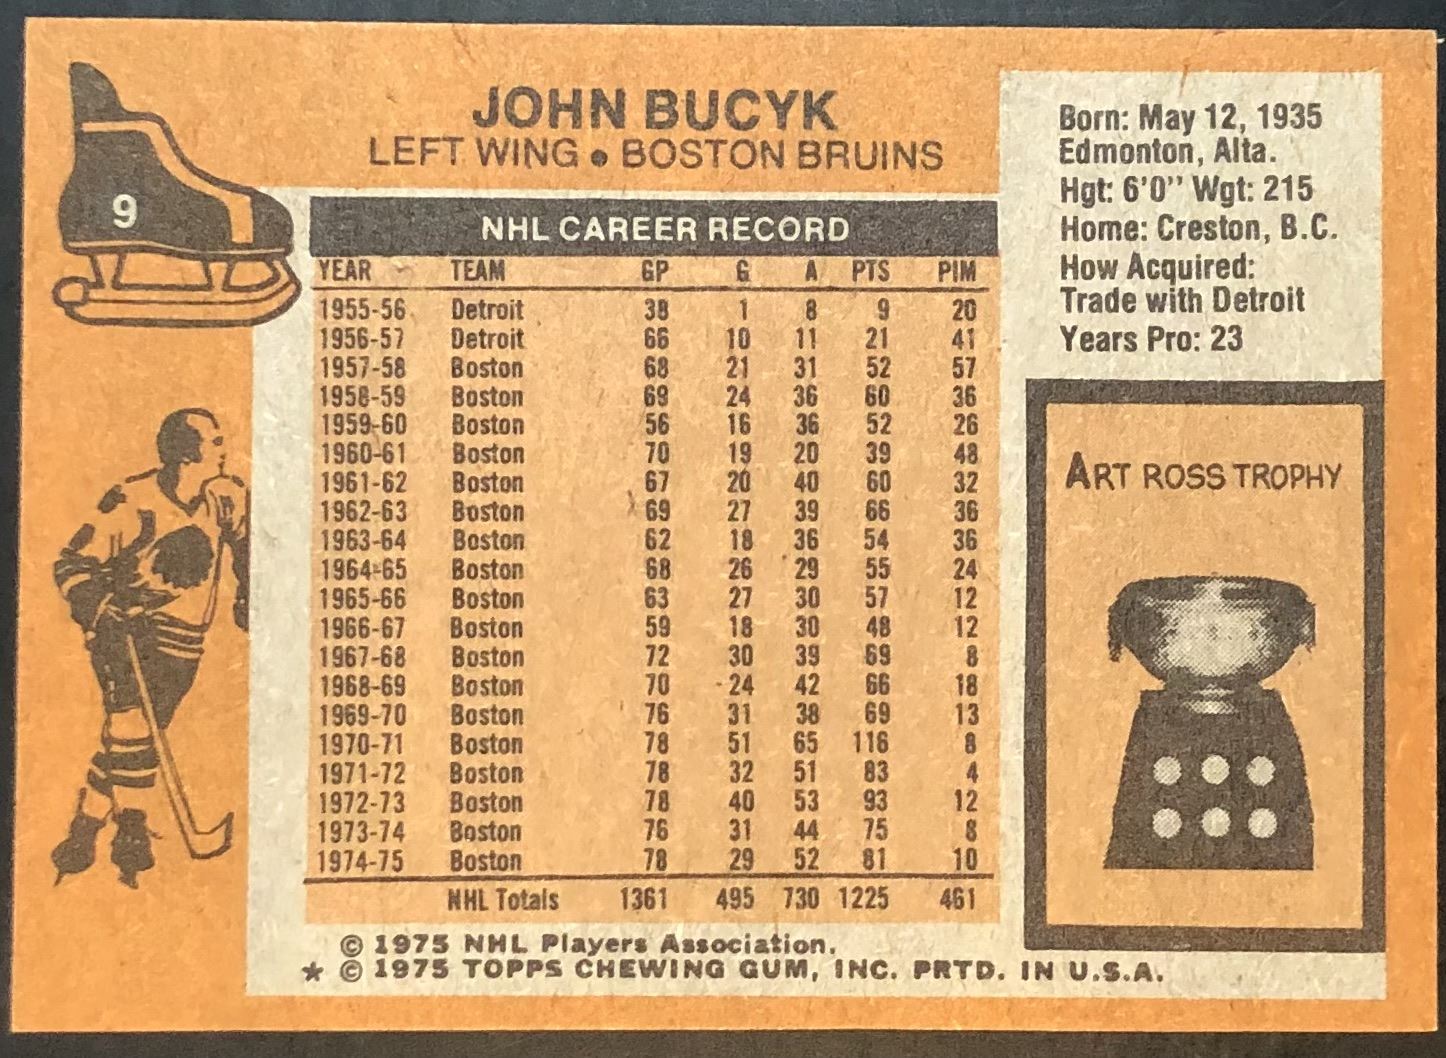 9
JOHN BUCYK
LEFT WING • BOSTON BRUINS
NHL CAREER RECORD
YEAR TEAM GP G A PTS PIM
1955-56 Detroit 38 1 8 9 20
1956-57 Detroit 66 10 11 21 41
1957-58 Boston 68 21 31 52 57
1958-59 Boston 69 24 36 60 36
1959-60 Boston 56 16 36 52 26
1960-61 Boston 70 19 20 39 48
1961-62 Boston 67 20 40 60 32
1962-63 Boston 69 27 39 66 36
1963-64 Boston 62 18 36 54 36
1964-65 Boston 68 26 29 55 24
1965-66 Boston 63 27 30 57 12
1966-67 Boston 59 18 30 48 12
1967-68 Boston 72 30 39 69 8
1968-69 Boston 70 24 42 66 18
1969-70 Boston 76 31 38 69 13
1970-71 Boston 78 51 65 116 8
1971-72 Boston 78 32 51 83 4
1972-73 Boston 78 40 53 93 12
1973-74 Boston 76 31 44 75 8
1974-75 Boston 78 29 52 81 10
NHL Totals 1361 495 730 1225 461
© 1975 NHL Players Association.
★ © 1975 TOPPS CHEWING GUM, INC. PRTD. IN U.S.A.
Born: May 12, 1935
Edmonton, Alta.
Hgt: 6'0" Wgt: 215
Home: Creston, B.C.
How Acquired:
Trade with Detroit
Years Pro: 23
ART ROSS TROPHY